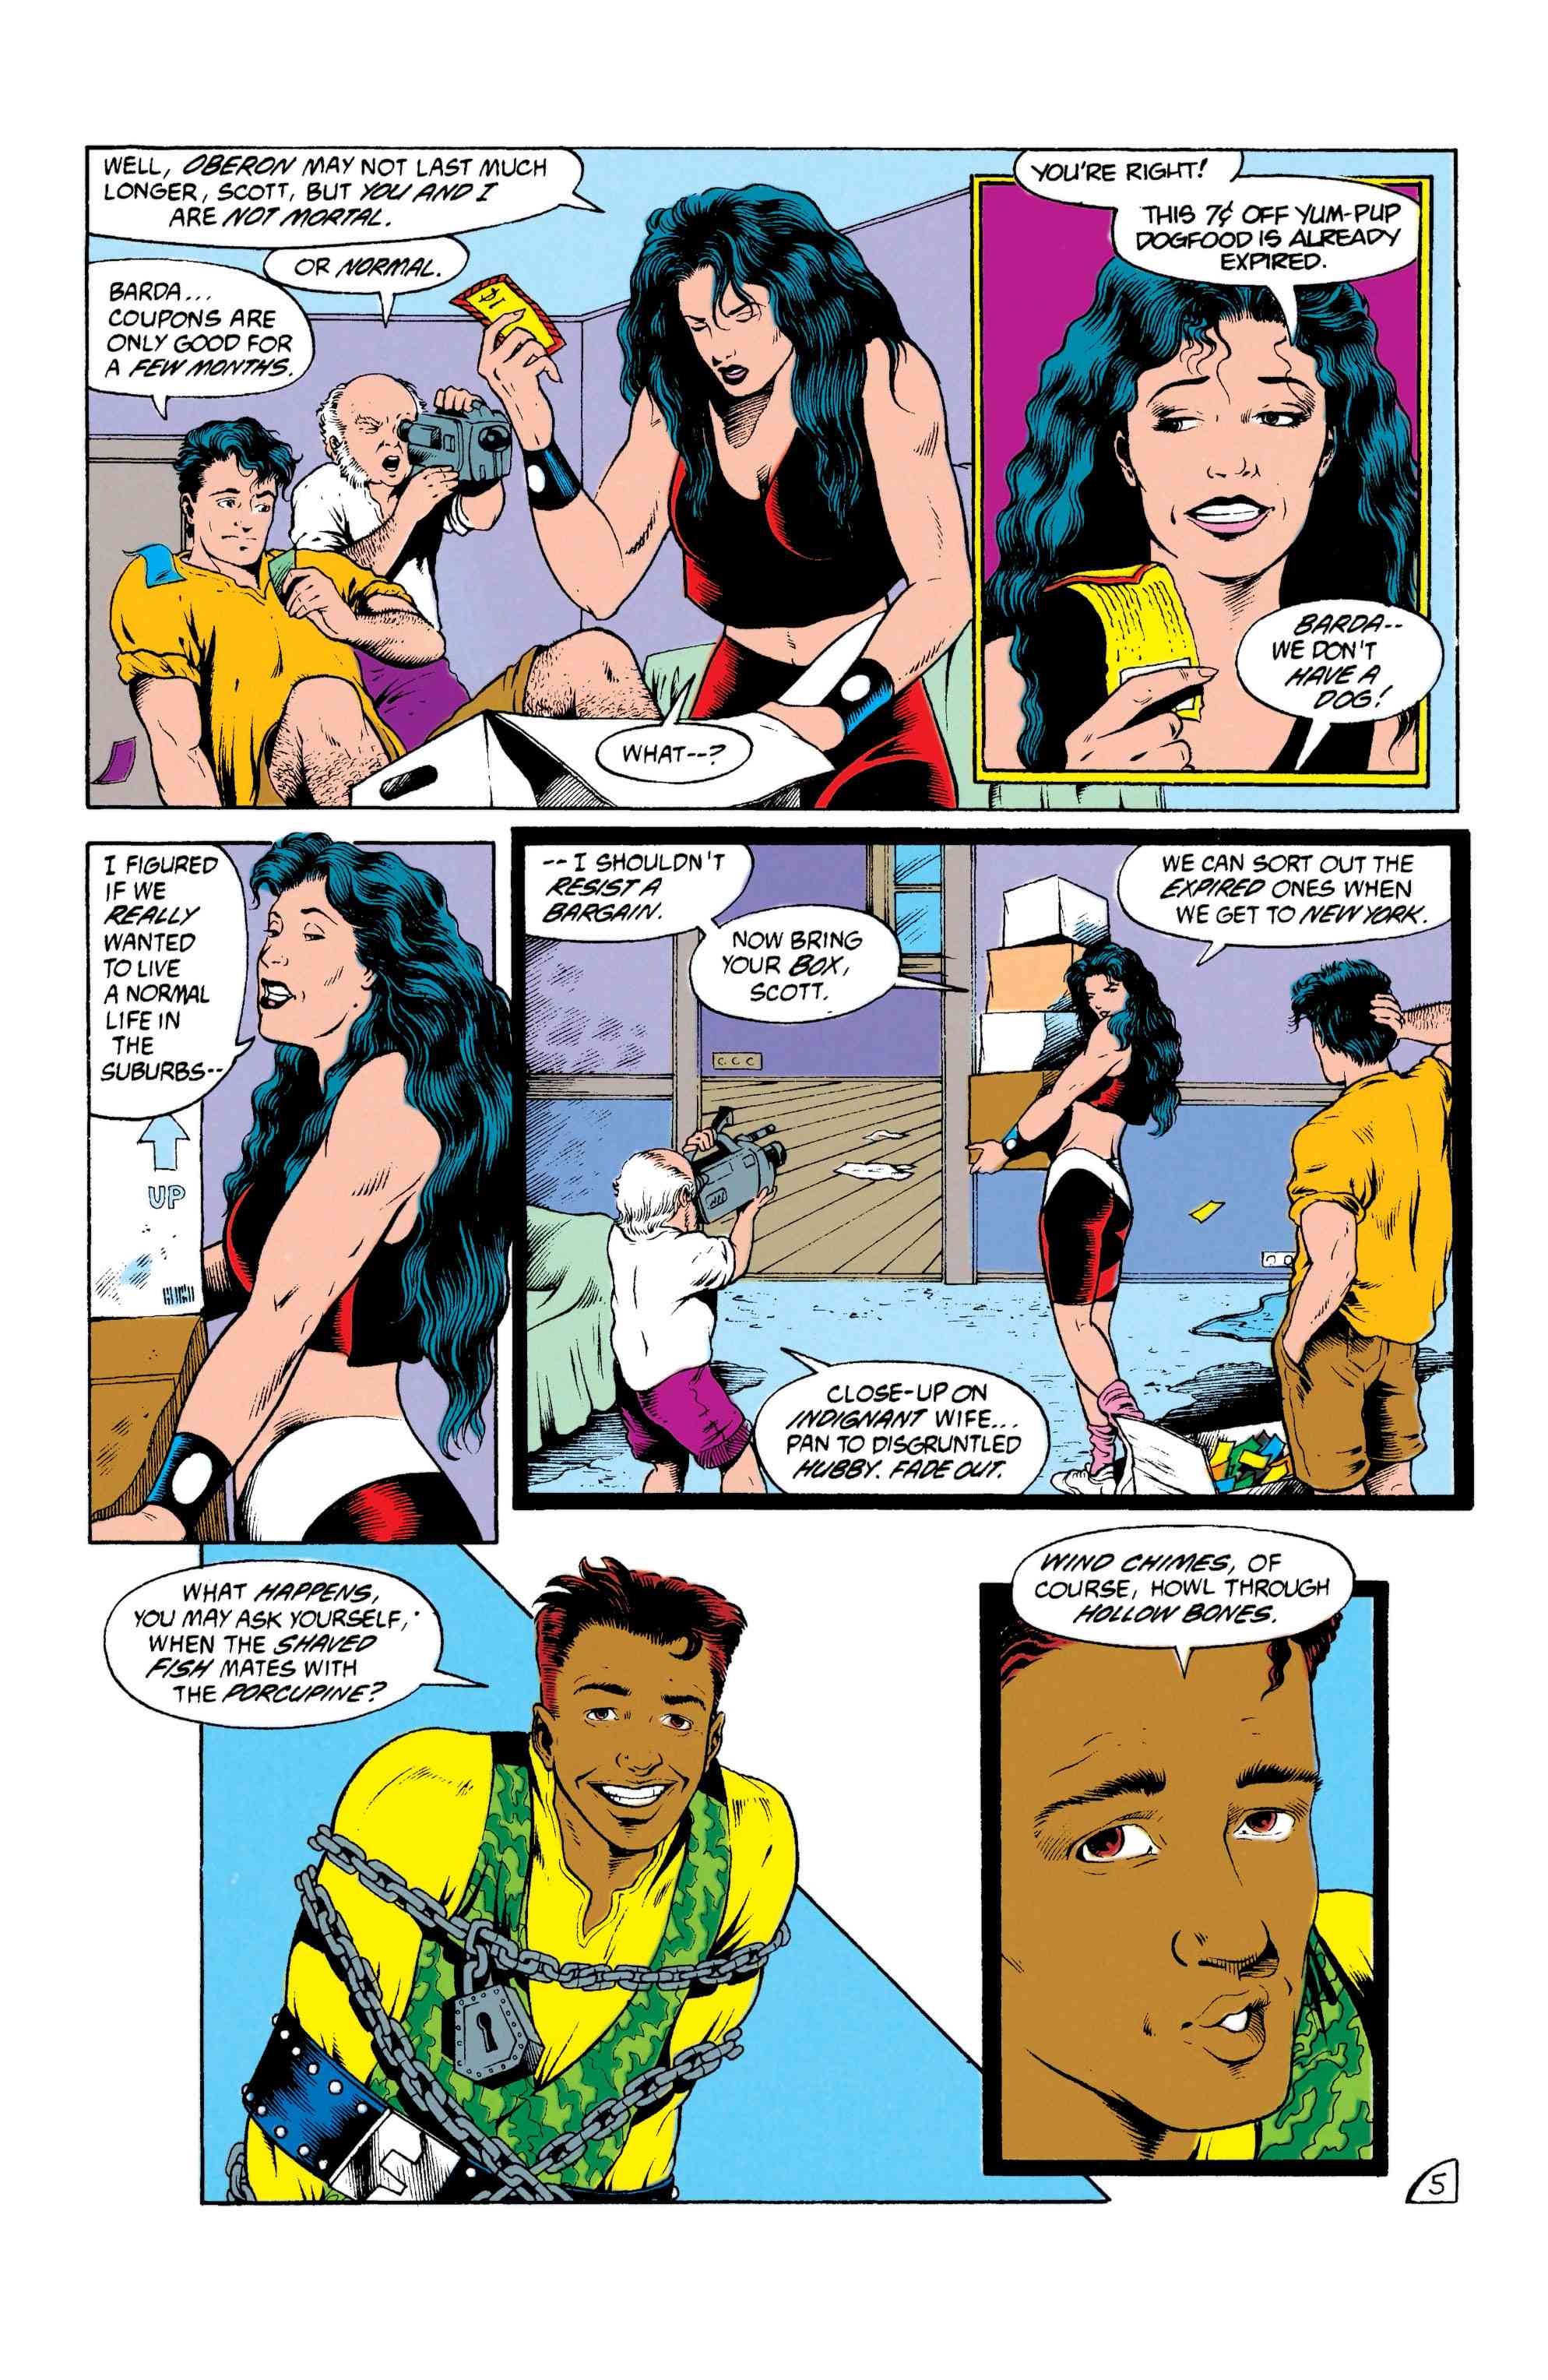 WELL, OBERON MAY NOT LAST MUCH
LONGER, SCOTT, BUT YOU AND I
ARE NOT MORTAL.
OR NORMAL.
BARDA...
COUPONS ARE
ONLY GOOD FOR
A FEW MONTHS.
1¢
WHAT--?
YOU'RE RIGHT!
THIS 7¢ OFF YUM-PUP
DOGFOOD IS ALREADY
EXPIRED.
BARDA--
WE DON'T
HAVE A
DOG!
I FIGURED
IF WE
REALLY
WANTED
TO LIVE
A NORMAL
LIFE IN
THE
SUBURBS--
UP
-- I SHOULDN'T
RESIST A
BARGAIN.
NOW BRING
YOUR BOX,
SCOTT.
WE CAN SORT OUT THE
EXPIRED ONES WHEN
WE GET TO NEW YORK.
CLOSE-UP ON
INDIGNANT WIFE...
PAN TO DISGRUNTLED
HUBBY. FADE OUT.
WHAT HAPPENS,
YOU MAY ASK YOURSELF,
WHEN THE SHAVED
FISH MATES WITH
THE PORCUPINE?
WIND CHIMES, OF
COURSE, HOWL THROUGH
HOLLOW BONES.
5